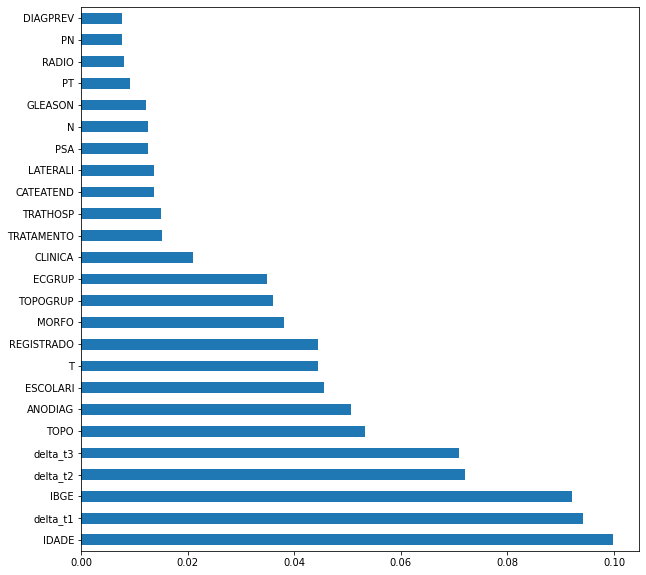 DIAGPREV
PN
RADIO
PT
GLEASON
N
PSA
LATERALI
CATEATEND
TRATHOSP
TRATAMENTO
CLINICA
ECGRUP
TOPOGRUP
MORFO
REGISTRADO
T
ESCOLARI
ANODIAG
TOPO
delta_t3
delta_t2
IBGE
delta_t1
IDADE
0.00 0.02 0.04 0.06 0.08 0.10